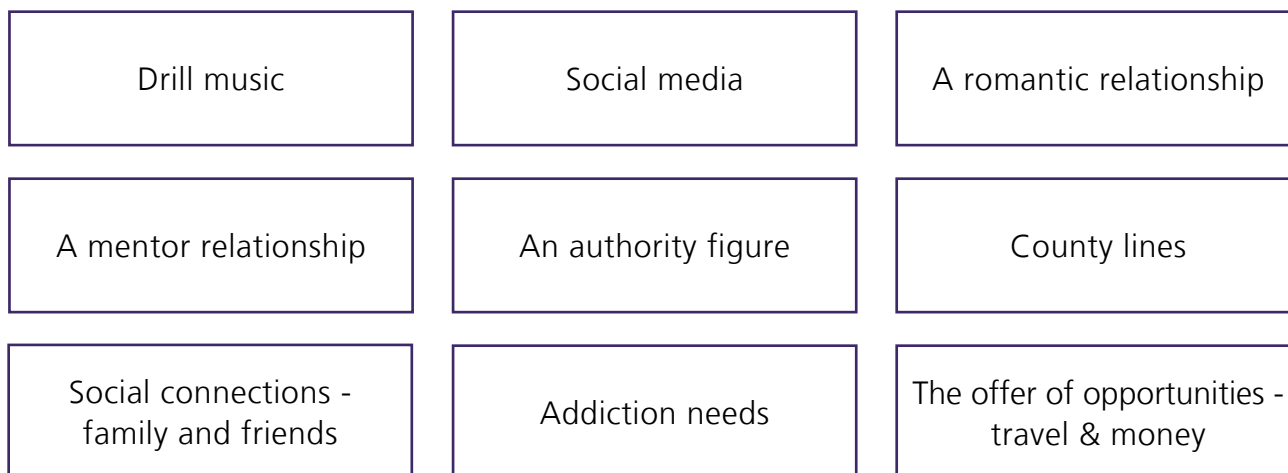 Drill music
Social media
A romantic relationship
A mentor relationship
An authority figure
County lines
Social connections -
family and friends
Addiction needs
The offer of opportunities -
travel & money